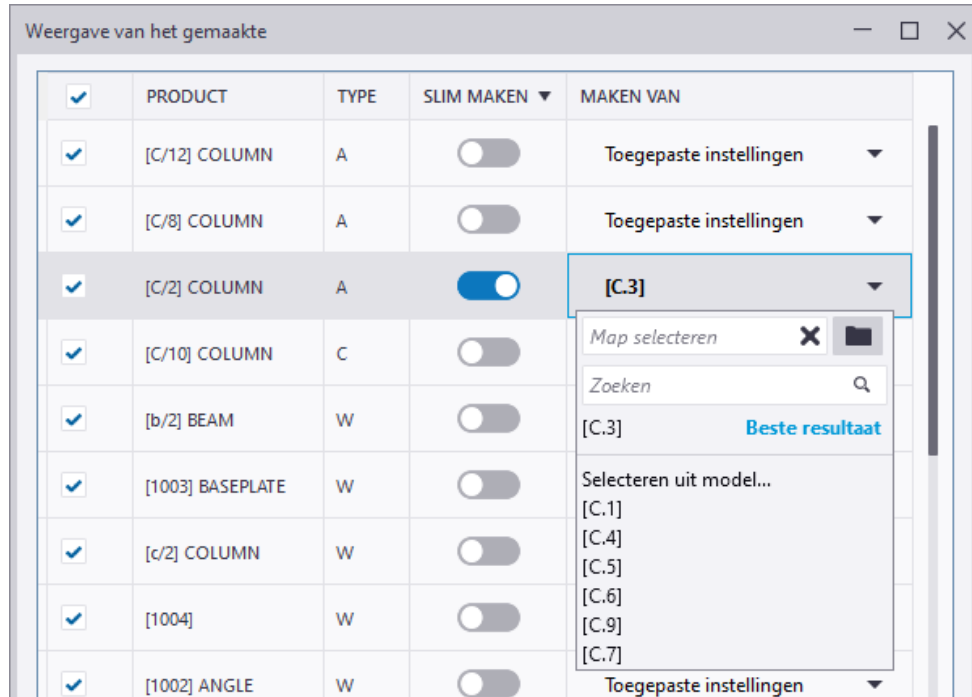 Weergave van het gemaakte
PRODUCT TYPE SLIM MAKEN MAKEN VAN
[C/12] COLUMN A Toegepaste instellingen
[C/8] COLUMN A Toegepaste instellingen
[C/2] COLUMN A [C.3]
Map selecteren
[C/10] COLUMN C
Zoeken
[b/2] BEAM W [C.3] Beste resultaat
[1003] BASEPLATE W Selecteren uit model...
[C.1]
[C.4]
[c/2] COLUMN W
[C.5]
[C.6]
[1004] W
[C.9]
[C.7]
[1002] ANGLE W Toegepaste instellingen